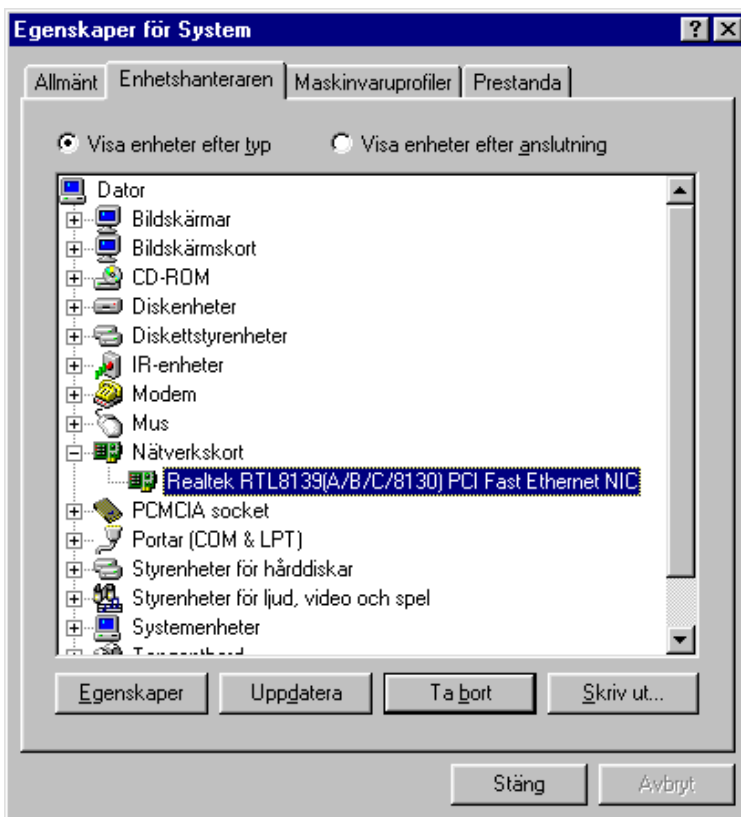 Egenskaper för System
Allmänt Enhetshanteraren Maskinvaruprofiler Prestanda
Visa enheter efter typ Visa enheter efter anslutning
Dator
Bildskärmar
Bildskärmskort
CD-ROM
Diskenheter
Diskettstyrenheter
IR-enheter
Modem
Mus
Nätverkskort
Realtek RTL8139(A/B/C/8130) PCI Fast Ethernet NIC
PCMCIA socket
Portar (COM & LPT)
Styrenheter för hårddiskar
Styrenheter för ljud, video och spel
Systemenheter
Egenskaper Uppdatera Ta bort Skriv ut...
Stäng Avbryt